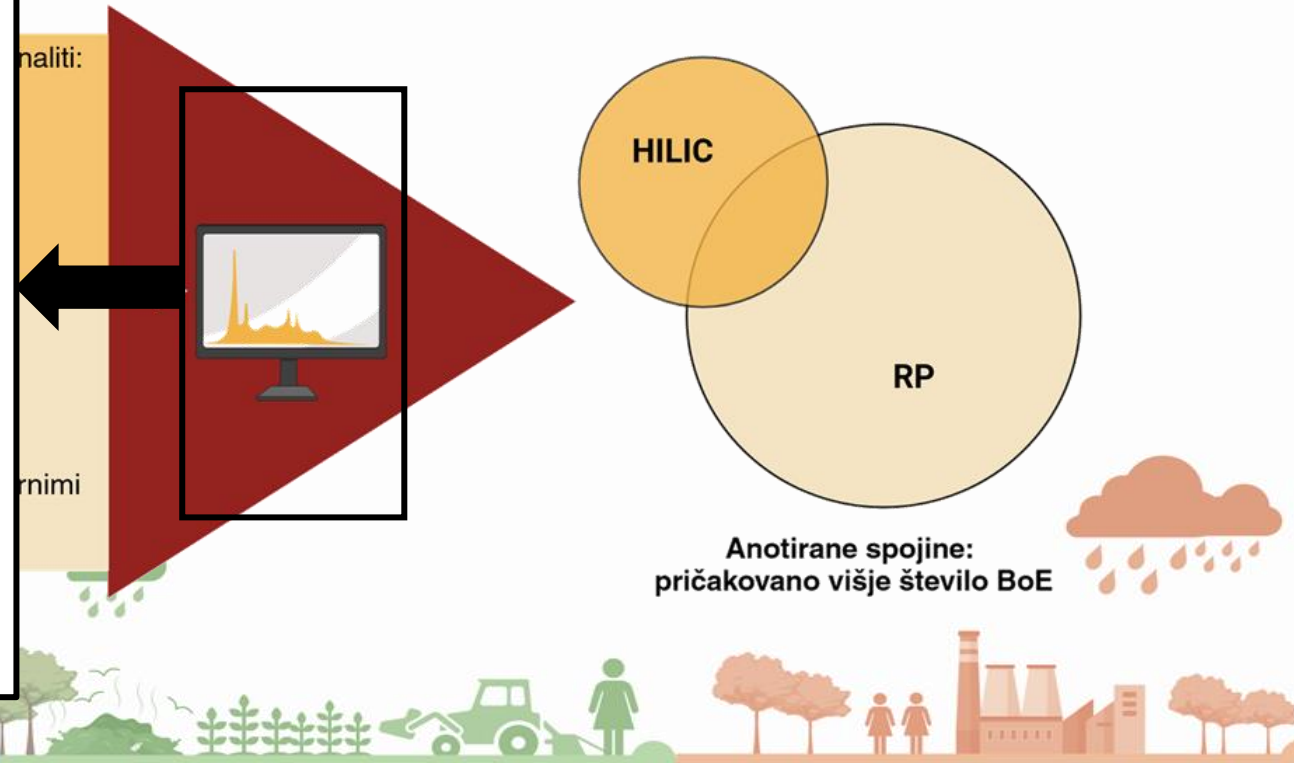 naliti:
HILIC
RP
rnimi
Anotirane spojine:
pričakovano višje število BoE